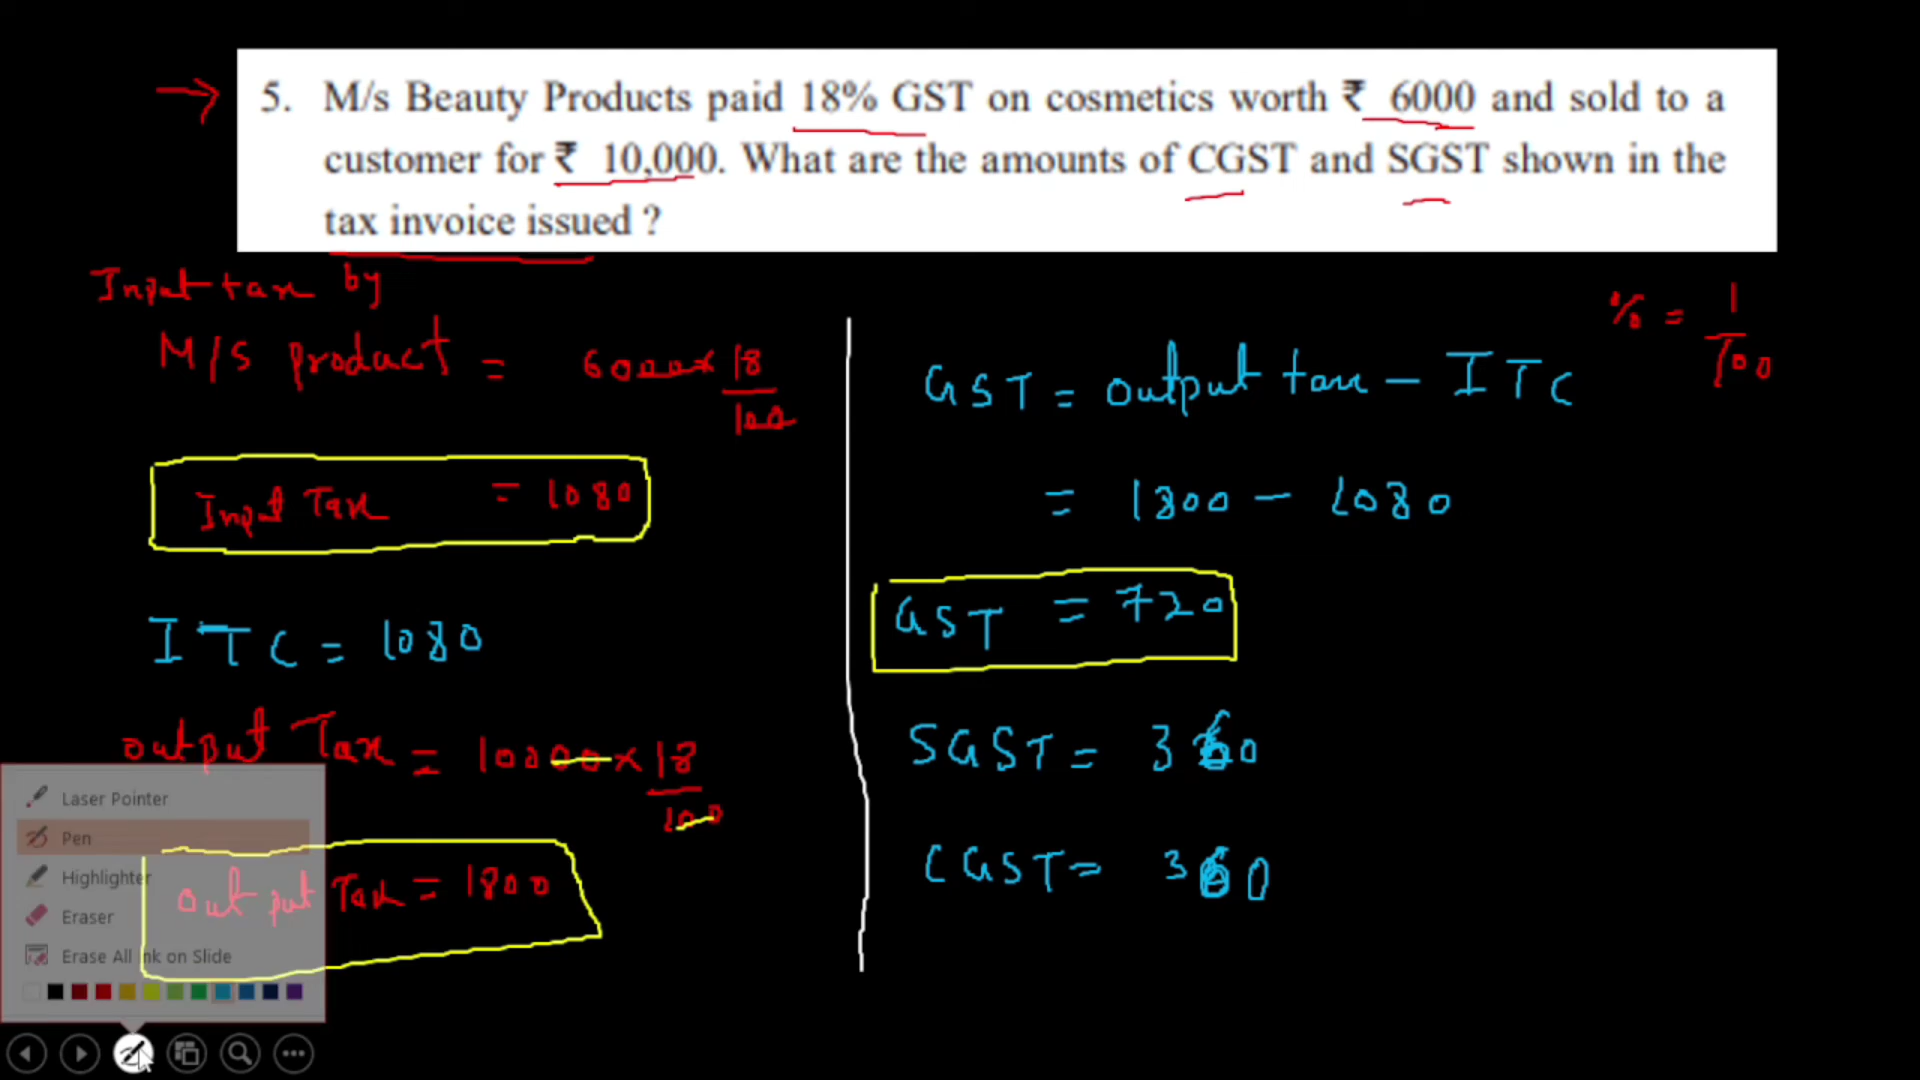 5. M/s Beauty Products paid 18% GST on cosmetics worth ₹ 6000 and sold to a
customer for ₹ 10,000. What are the amounts of CGST and SGST shown in the
tax invoice issued ?
Input tax by
M/S product = 6000 × 18/100
Input Tax = 1080
ITC = 1080
output Tax = 10000 × 18/100
output Tax = 1800
% = 1/100
GST = output tax - ITC
= 1800 - 1080
GST = 720
SGST = 360
CGST = 360
Laser Pointer
Pen
Highlighter
Eraser
Erase All Ink on Slide